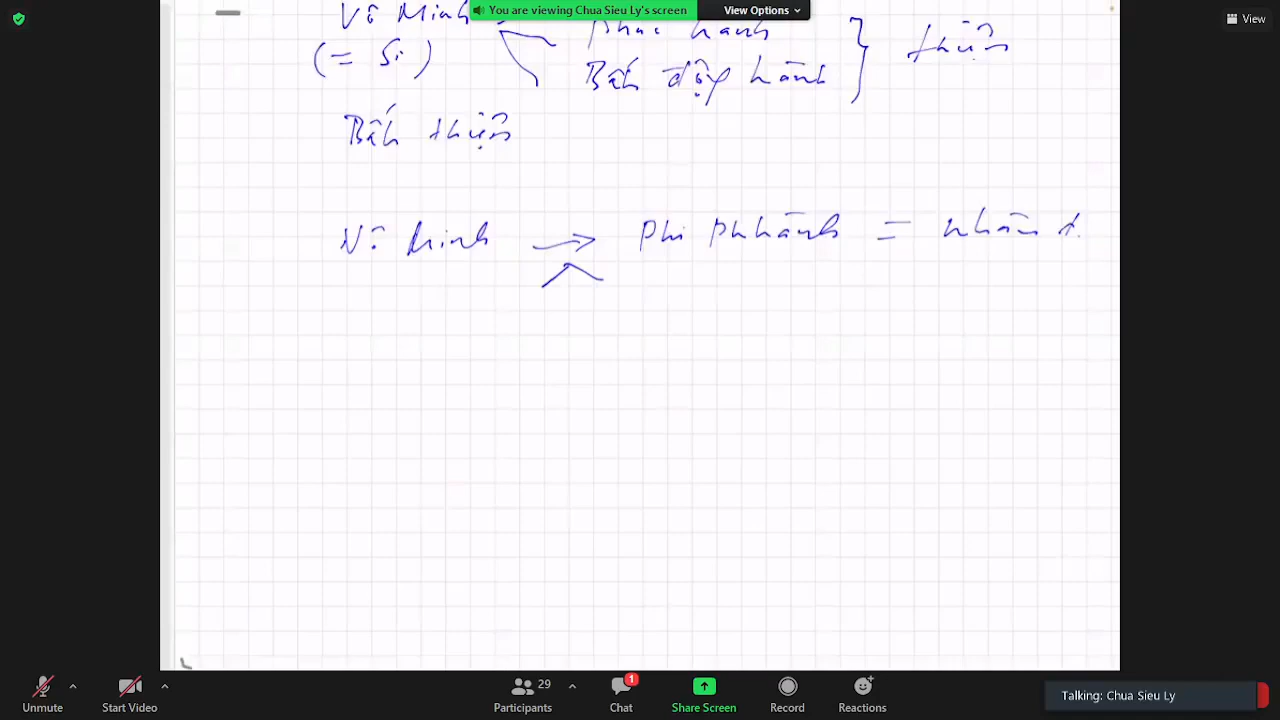 You are viewing Chua Sieu Ly's screen
View Options
View
Vô Minh
Phúc hành
(= Si)
Bất động hành
} thiện
Bất thiện
Vô Minh → Phi Ph hành = nhân
Unmute
Start Video
29
Participants
1
Chat
Share Screen
Record
Reactions
Talking: Chua Sieu Ly